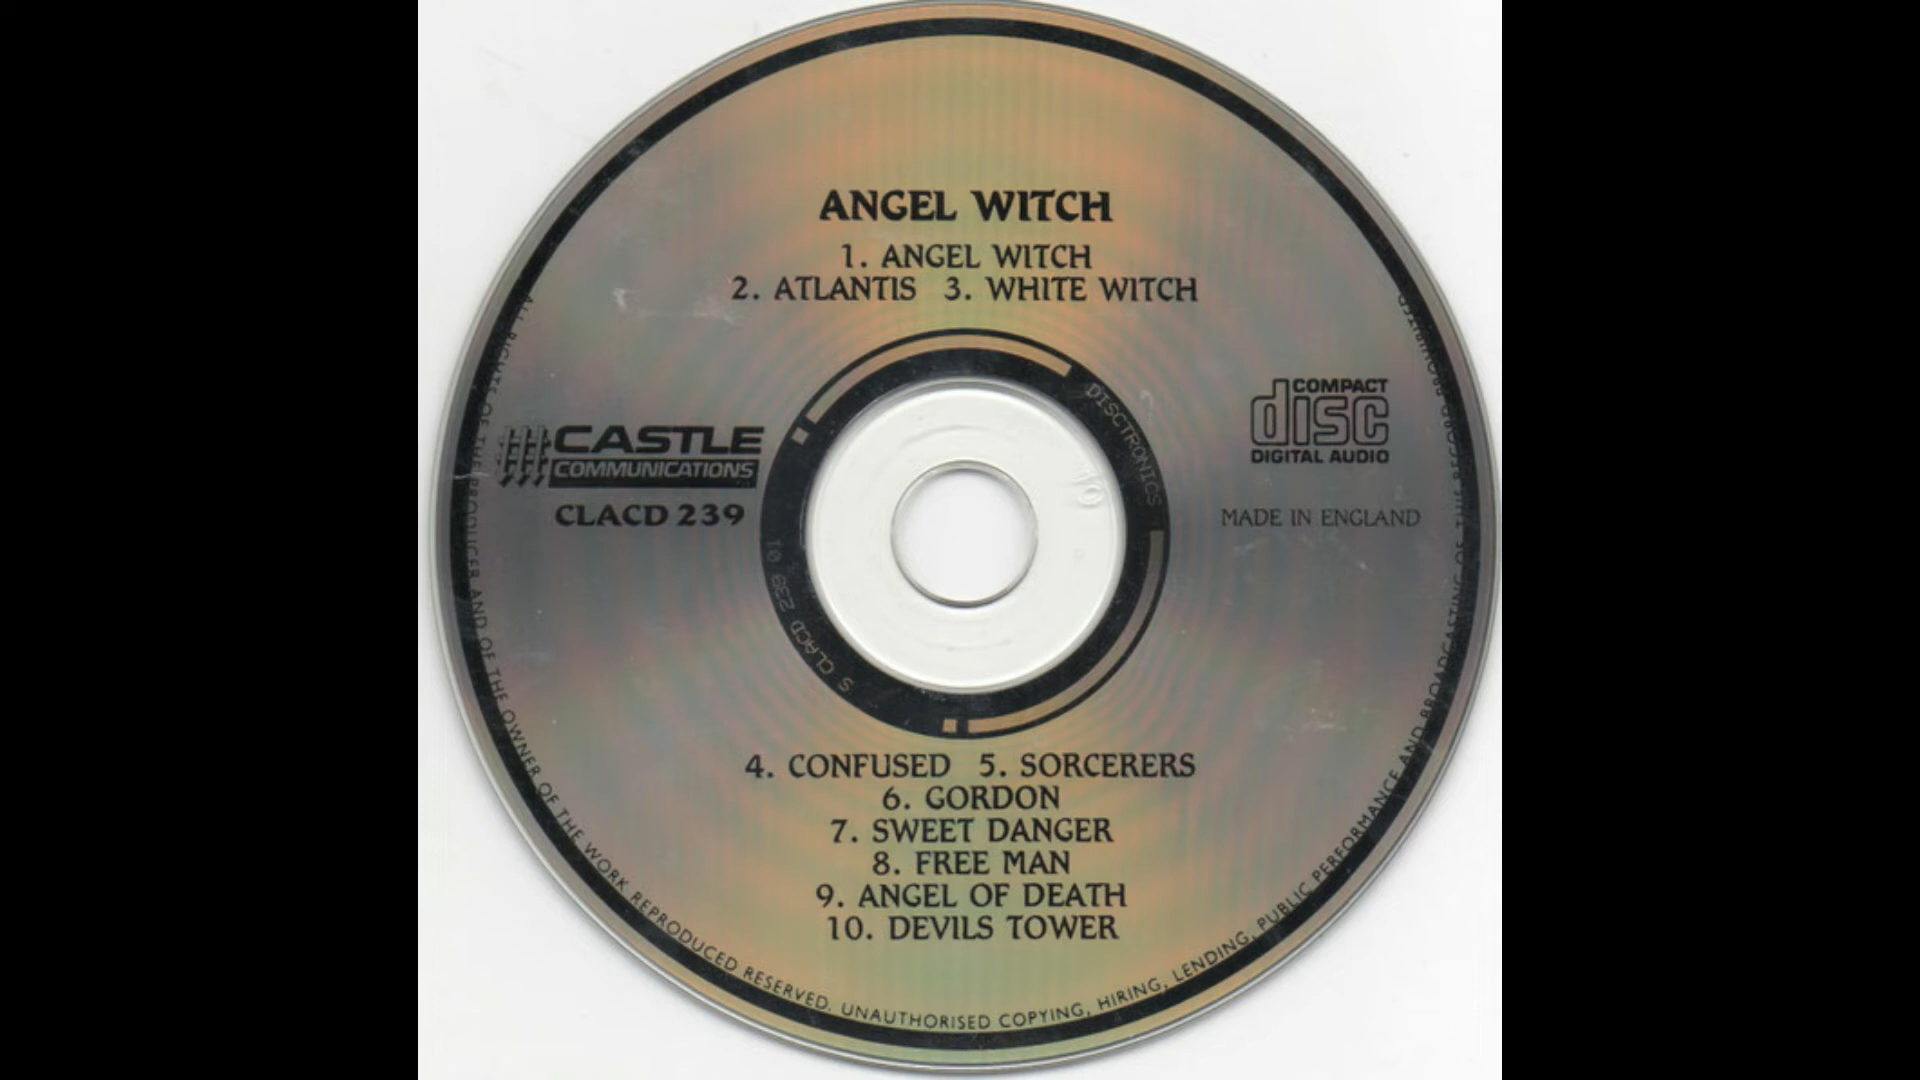 ANGEL WITCH
1. ANGEL WITCH
2. ATLANTIS 3. WHITE WITCH
CASTLE
COMMUNICATIONS
CLACD 239
COMPACT
disc
DIGITAL AUDIO
MADE IN ENGLAND
DISCTRONICS
S CLACD 239 01
10
4. CONFUSED 5. SORCERERS
6. GORDON
7. SWEET DANGER
8. FREE MAN
9. ANGEL OF DEATH
10. DEVILS TOWER
ALL RIGHTS OF THE PRODUCER AND OF THE OWNER OF THE WORK REPRODUCED RESERVED. UNAUTHORISED COPYING, HIRING, LENDING, PUBLIC PERFORMANCE AND BROADCASTING OF THE RECORD PROHIBITED